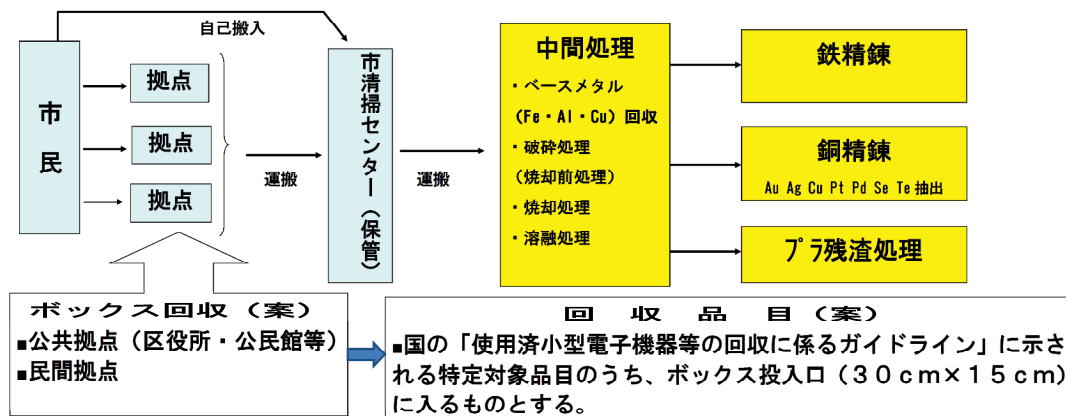 自己搬入
市民
拠点
拠点
拠点
運搬
市清掃センター（保管）
運搬
中間処理
・ベースメタル
（Fe・Al・Cu）回収
・破砕処理
（焼却前処理）
・焼却処理
・溶融処理
鉄精錬
銅精錬
Au Ag Cu Pt Pd Se Te 抽出
プラ残渣処理
ボックス回収（案）
■公共拠点（区役所・公民館等）
■民間拠点
回収品目（案）
■国の「使用済小型電子機器等の回収に係るガイドライン」に示さ
れる特定対象品目のうち、ボックス投入口（３０ｃｍ×１５ｃｍ）
に入るものとする。